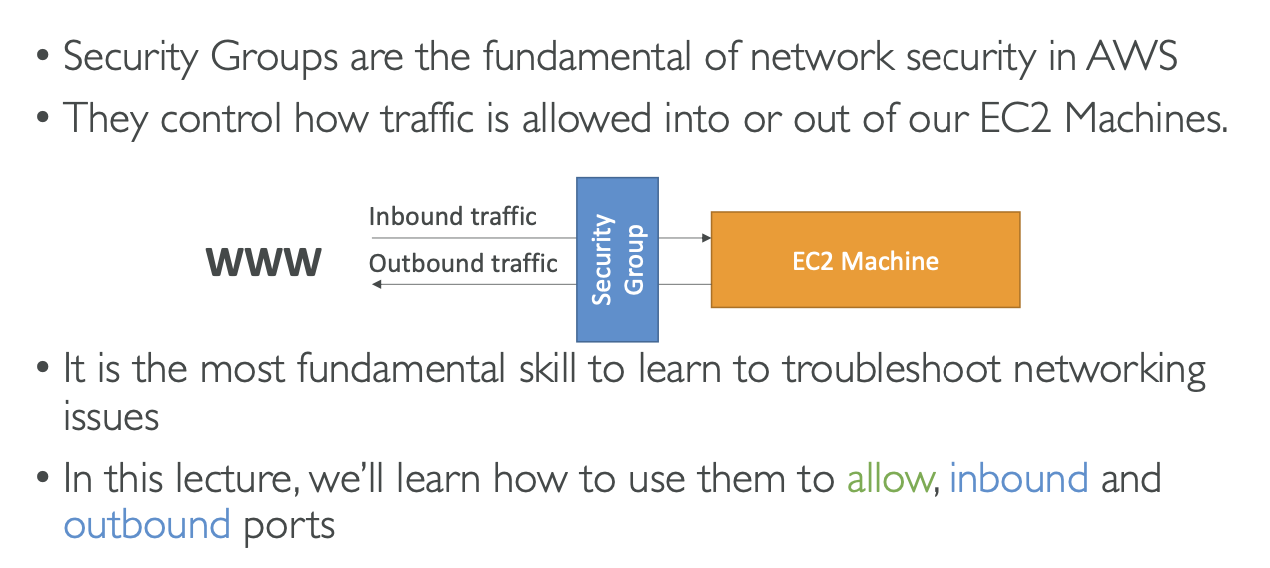 • Security Groups are the fundamental of network security in AWS
• They control how traffic is allowed into or out of our EC2 Machines.
Inbound traffic
WWW
Outbound traffic
Security
Group
EC2 Machine
• It is the most fundamental skill to learn to troubleshoot networking
issues
• In this lecture, we'll learn how to use them to allow, inbound and
outbound ports